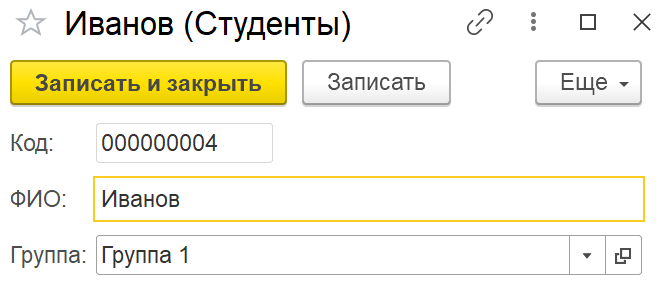 Иванов (Студенты)
Записать и закрыть Записать Еще
Код: 000000004
ФИО: Иванов
Группа: Группа 1